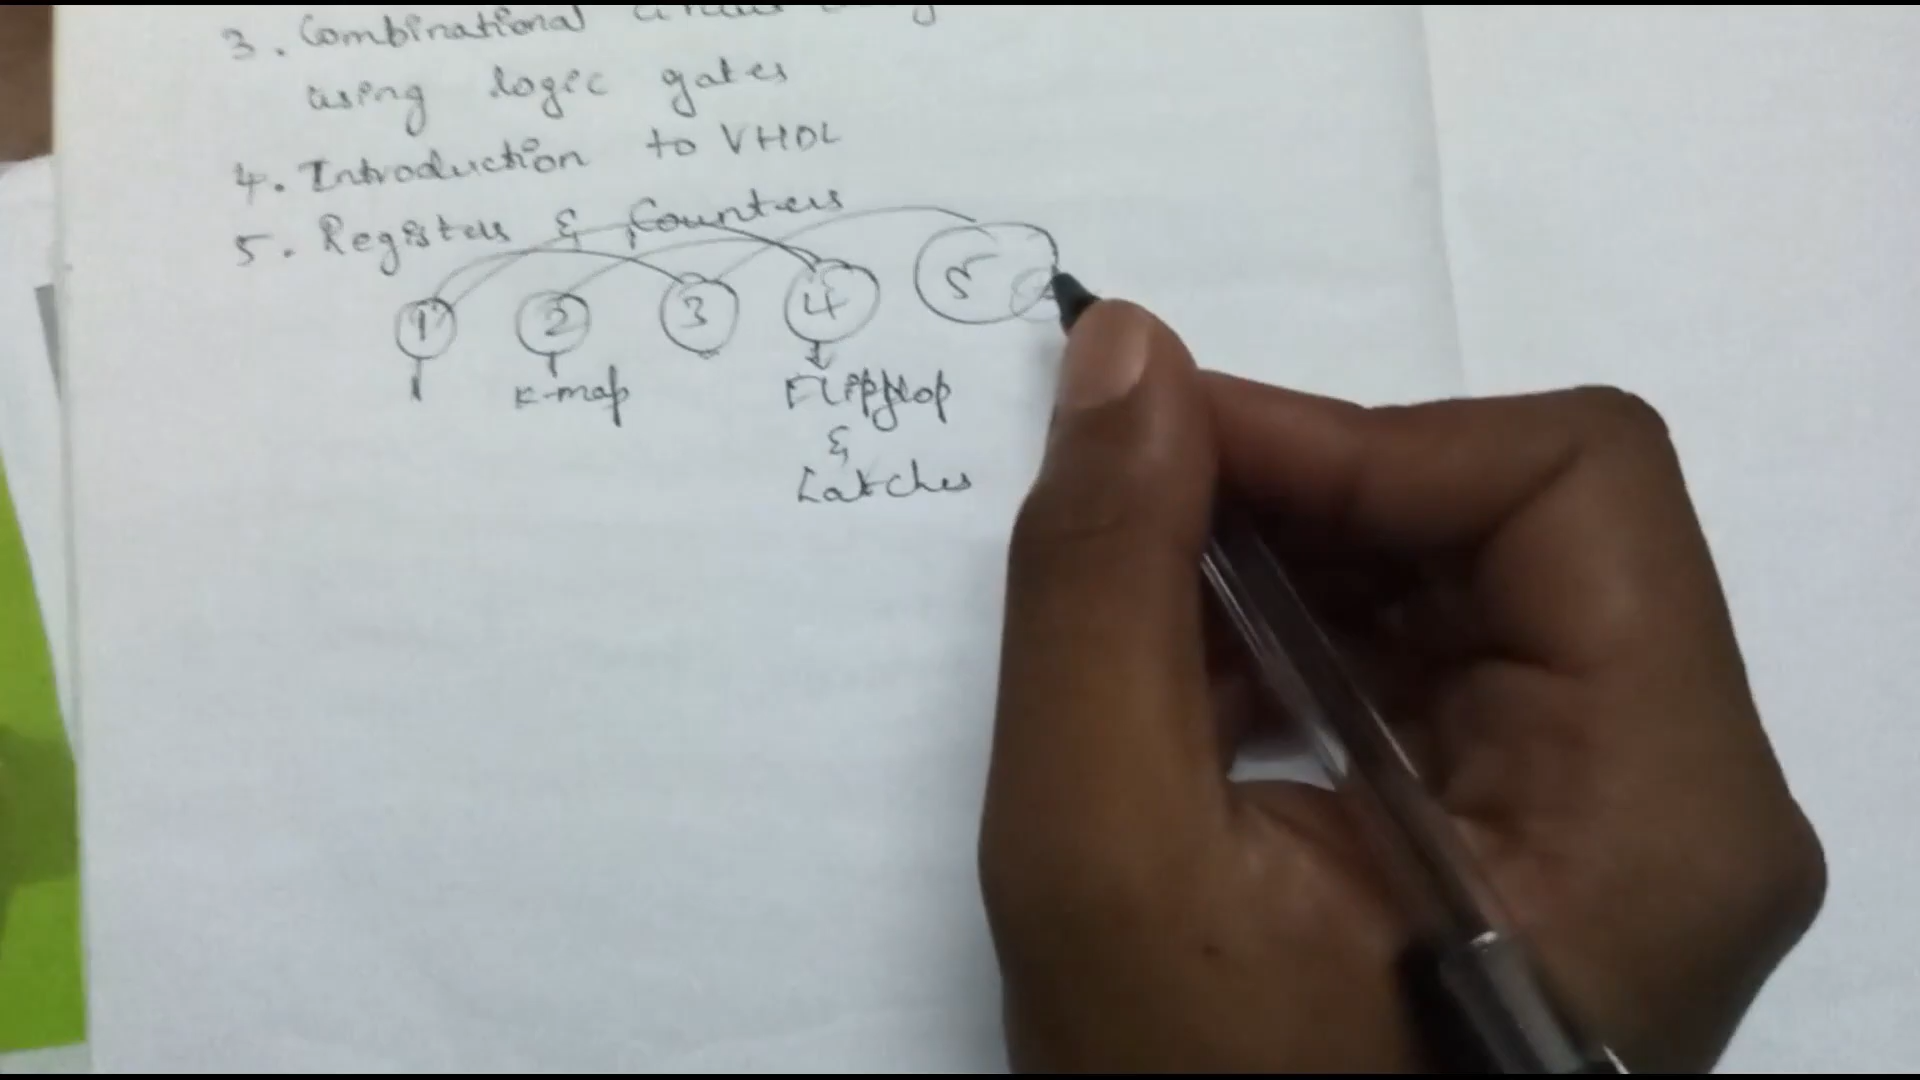 3. Combinational
using logic gates
4. Introduction to VHDL
5. Registers & Counters
1 2 3 4 5
K-map Flipflop
&
Latches